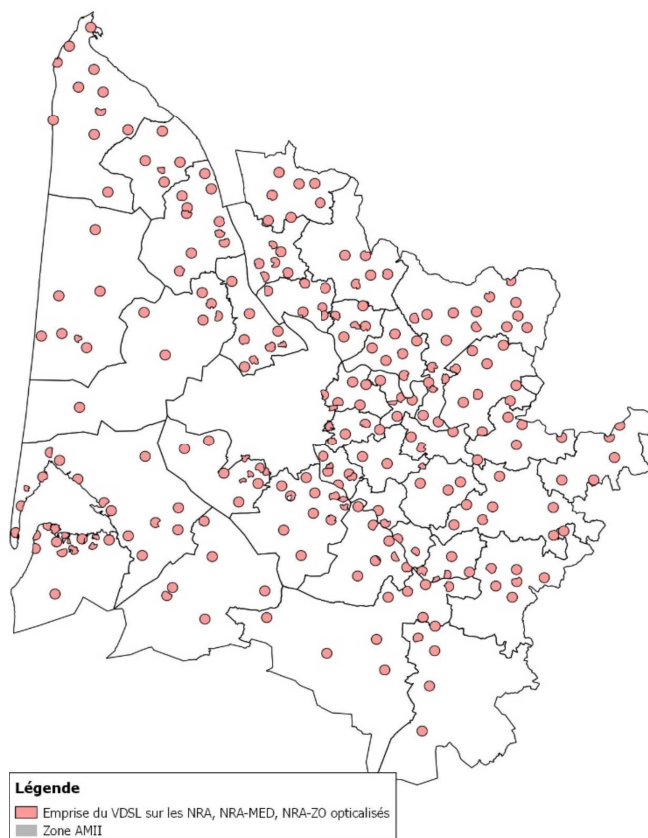 Légende
Emprise du VDSL sur les NRA, NRA-MED, NRA-ZO opticalisés
Zone AMII